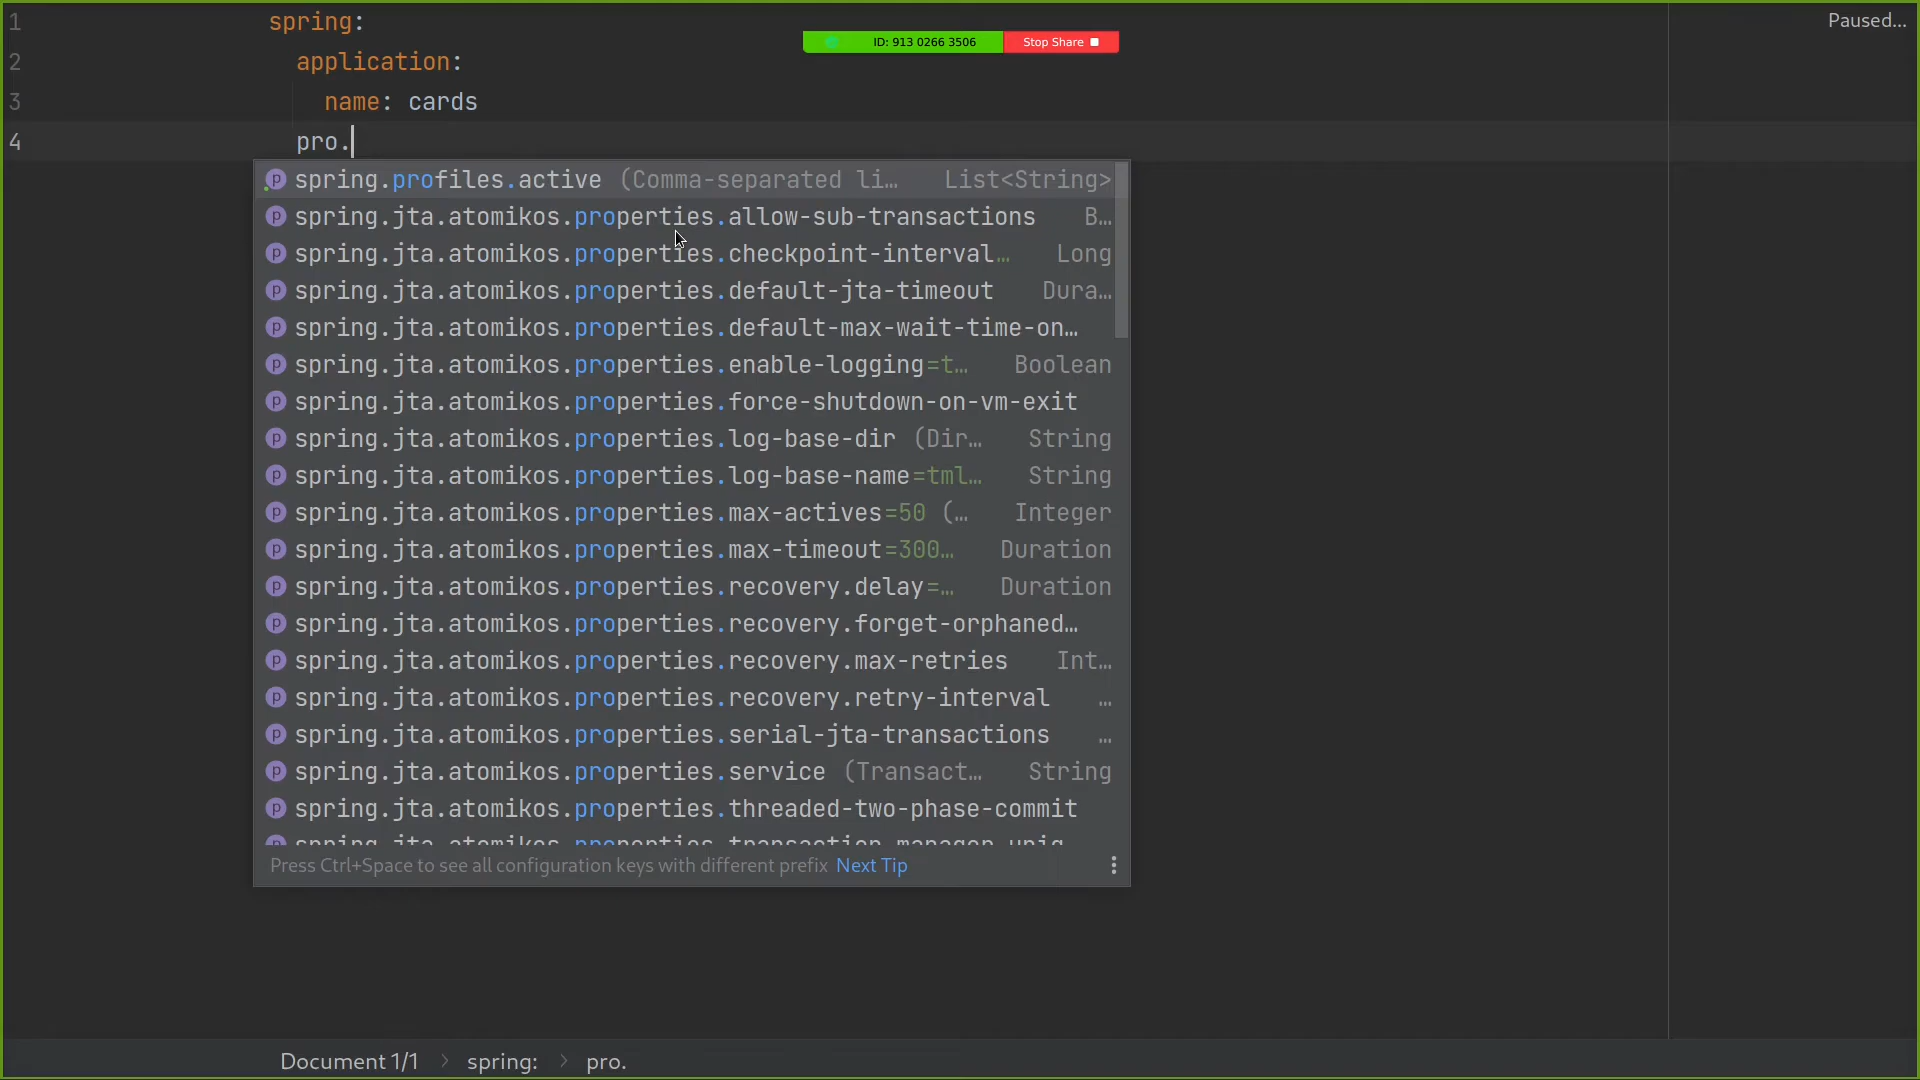 1 spring:
Paused...
ID: 913 0266 3506 Stop Share
2 application:
3 name: cards
4 pro.
spring.profiles.active (Comma-separated li… List<String>
spring.jta.atomikos.properties.allow-sub-transactions B…
spring.jta.atomikos.properties.checkpoint-interval… Long
spring.jta.atomikos.properties.default-jta-timeout Dura…
spring.jta.atomikos.properties.default-max-wait-time-on…
spring.jta.atomikos.properties.enable-logging=t… Boolean
spring.jta.atomikos.properties.force-shutdown-on-vm-exit
spring.jta.atomikos.properties.log-base-dir (Dir… String
spring.jta.atomikos.properties.log-base-name=tml… String
spring.jta.atomikos.properties.max-actives=50 (… Integer
spring.jta.atomikos.properties.max-timeout=300… Duration
spring.jta.atomikos.properties.recovery.delay=… Duration
spring.jta.atomikos.properties.recovery.forget-orphaned…
spring.jta.atomikos.properties.recovery.max-retries Int…
spring.jta.atomikos.properties.recovery.retry-interval …
spring.jta.atomikos.properties.serial-jta-transactions …
spring.jta.atomikos.properties.service (Transact… String
spring.jta.atomikos.properties.threaded-two-phase-commit
spring.jta.atomikos.properties.transaction-manager-uniq
Press Ctrl+Space to see all configuration keys with different prefix Next Tip
Document 1/1 > spring: > pro.